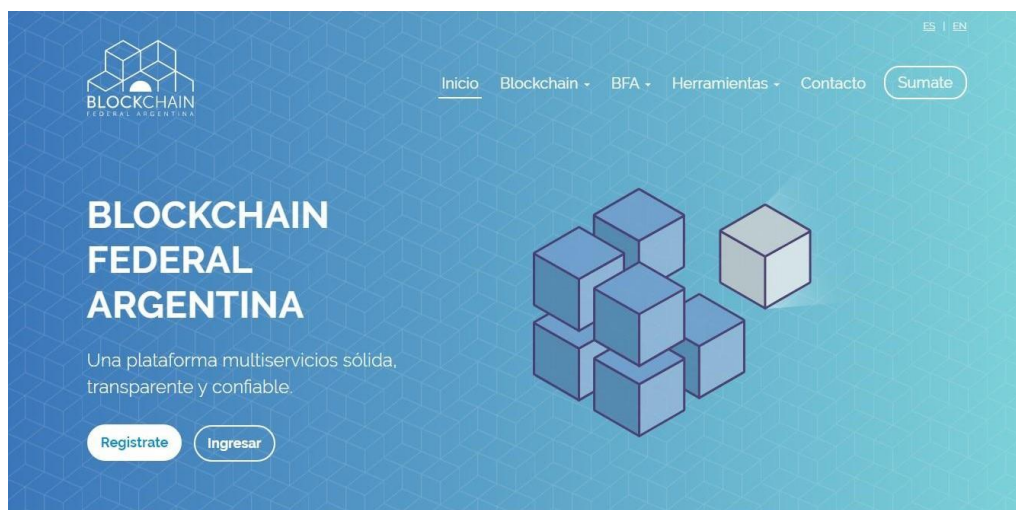 ES | EN
BLOCKCHAIN
FEDERAL ARGENTINA
Inicio Blockchain BFA Herramientas Contacto Sumate
BLOCKCHAIN
FEDERAL
ARGENTINA
Una plataforma multiservicios sólida,
transparente y confiable.
Registrate Ingresar